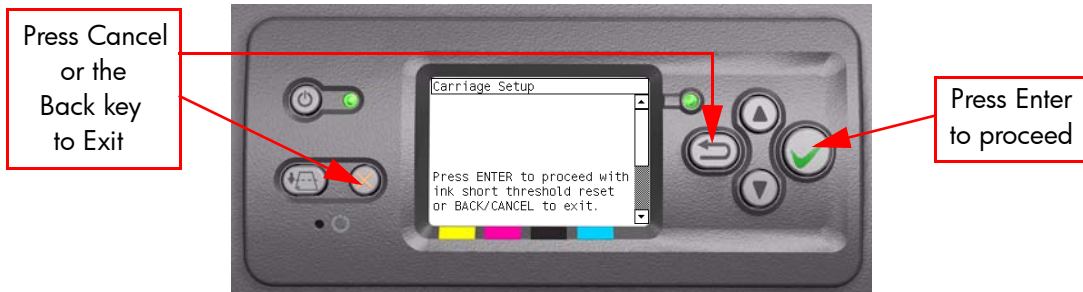 Press Cancel
or the
Back key
to Exit
Carriage Setup
Press ENTER to proceed with
ink short threshold reset
or BACK/CANCEL to exit.
Press Enter
to proceed